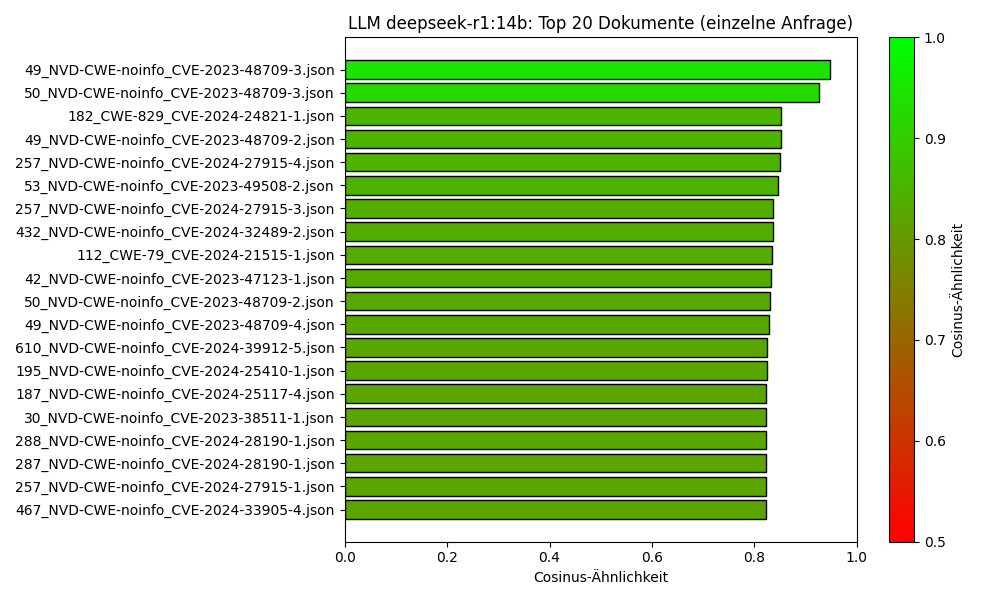 LLM deepseek-r1:14b: Top 20 Dokumente (einzelne Anfrage)
49_NVD-CWE-noinfo_CVE-2023-48709-3.json
50_NVD-CWE-noinfo_CVE-2023-48709-3.json
182_CWE-829_CVE-2024-24821-1.json
49_NVD-CWE-noinfo_CVE-2023-48709-2.json
257_NVD-CWE-noinfo_CVE-2024-27915-4.json
53_NVD-CWE-noinfo_CVE-2023-49508-2.json
257_NVD-CWE-noinfo_CVE-2024-27915-3.json
432_NVD-CWE-noinfo_CVE-2024-32489-2.json
112_CWE-79_CVE-2024-21515-1.json
42_NVD-CWE-noinfo_CVE-2023-47123-1.json
50_NVD-CWE-noinfo_CVE-2023-48709-2.json
49_NVD-CWE-noinfo_CVE-2023-48709-4.json
610_NVD-CWE-noinfo_CVE-2024-39912-5.json
195_NVD-CWE-noinfo_CVE-2024-25410-1.json
187_NVD-CWE-noinfo_CVE-2024-25117-4.json
30_NVD-CWE-noinfo_CVE-2023-38511-1.json
288_NVD-CWE-noinfo_CVE-2024-28190-1.json
287_NVD-CWE-noinfo_CVE-2024-28190-1.json
257_NVD-CWE-noinfo_CVE-2024-27915-1.json
467_NVD-CWE-noinfo_CVE-2024-33905-4.json
0.0 0.2 0.4 0.6 0.8 1.0
Cosinus-Ähnlichkeit
1.0
0.9
0.8
0.7
0.6
0.5
Cosinus-Ähnlichkeit